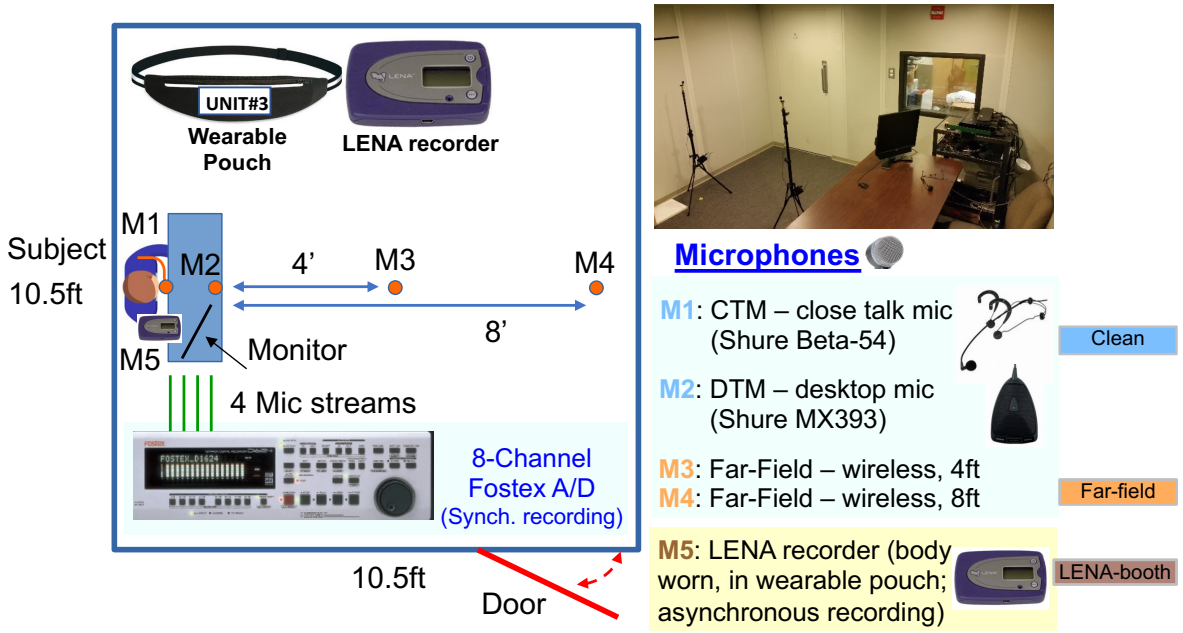 UNIT#3
Wearable
Pouch
LENA
LENA recorder
M1
Subject
10.5ft
M2
4’
M3
M4
8’
M5
Monitor
4 Mic streams
FOSTEX
FOSTEX_D1624
8-Channel
Fostex A/D
(Synch. recording)
10.5ft
Door
Microphones
M1: CTM – close talk mic
(Shure Beta-54)
Clean
M2: DTM – desktop mic
(Shure MX393)
M3: Far-Field – wireless, 4ft
M4: Far-Field – wireless, 8ft
Far-field
M5: LENA recorder (body
worn, in wearable pouch;
asynchronous recording)
LENA-booth